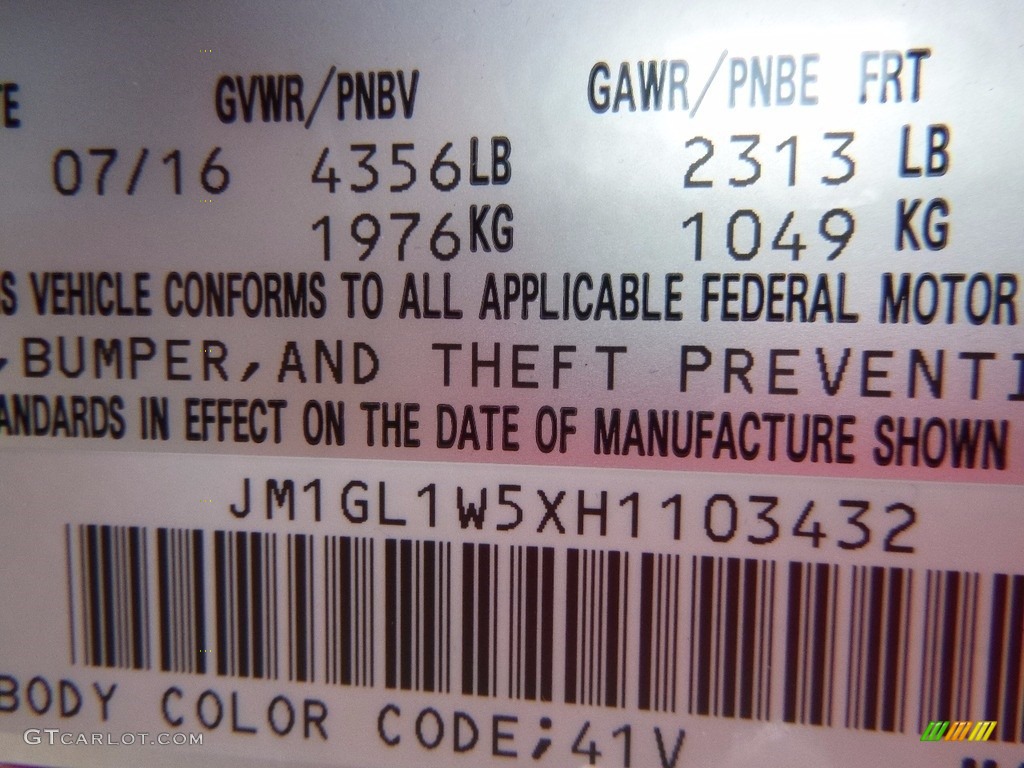 TE GVWR/PNBV GAWR/PNBE FRT
07/16 4356LB 2313 LB
1976KG 1049 KG
S VEHICLE CONFORMS TO ALL APPLICABLE FEDERAL MOTOR
,BUMPER,AND THEFT PREVENTI
ANDARDS IN EFFECT ON THE DATE OF MANUFACTURE SHOWN
JM1GL1W5XH1103432
BODY COLOR CODE;41V
GTCARLOT.COM